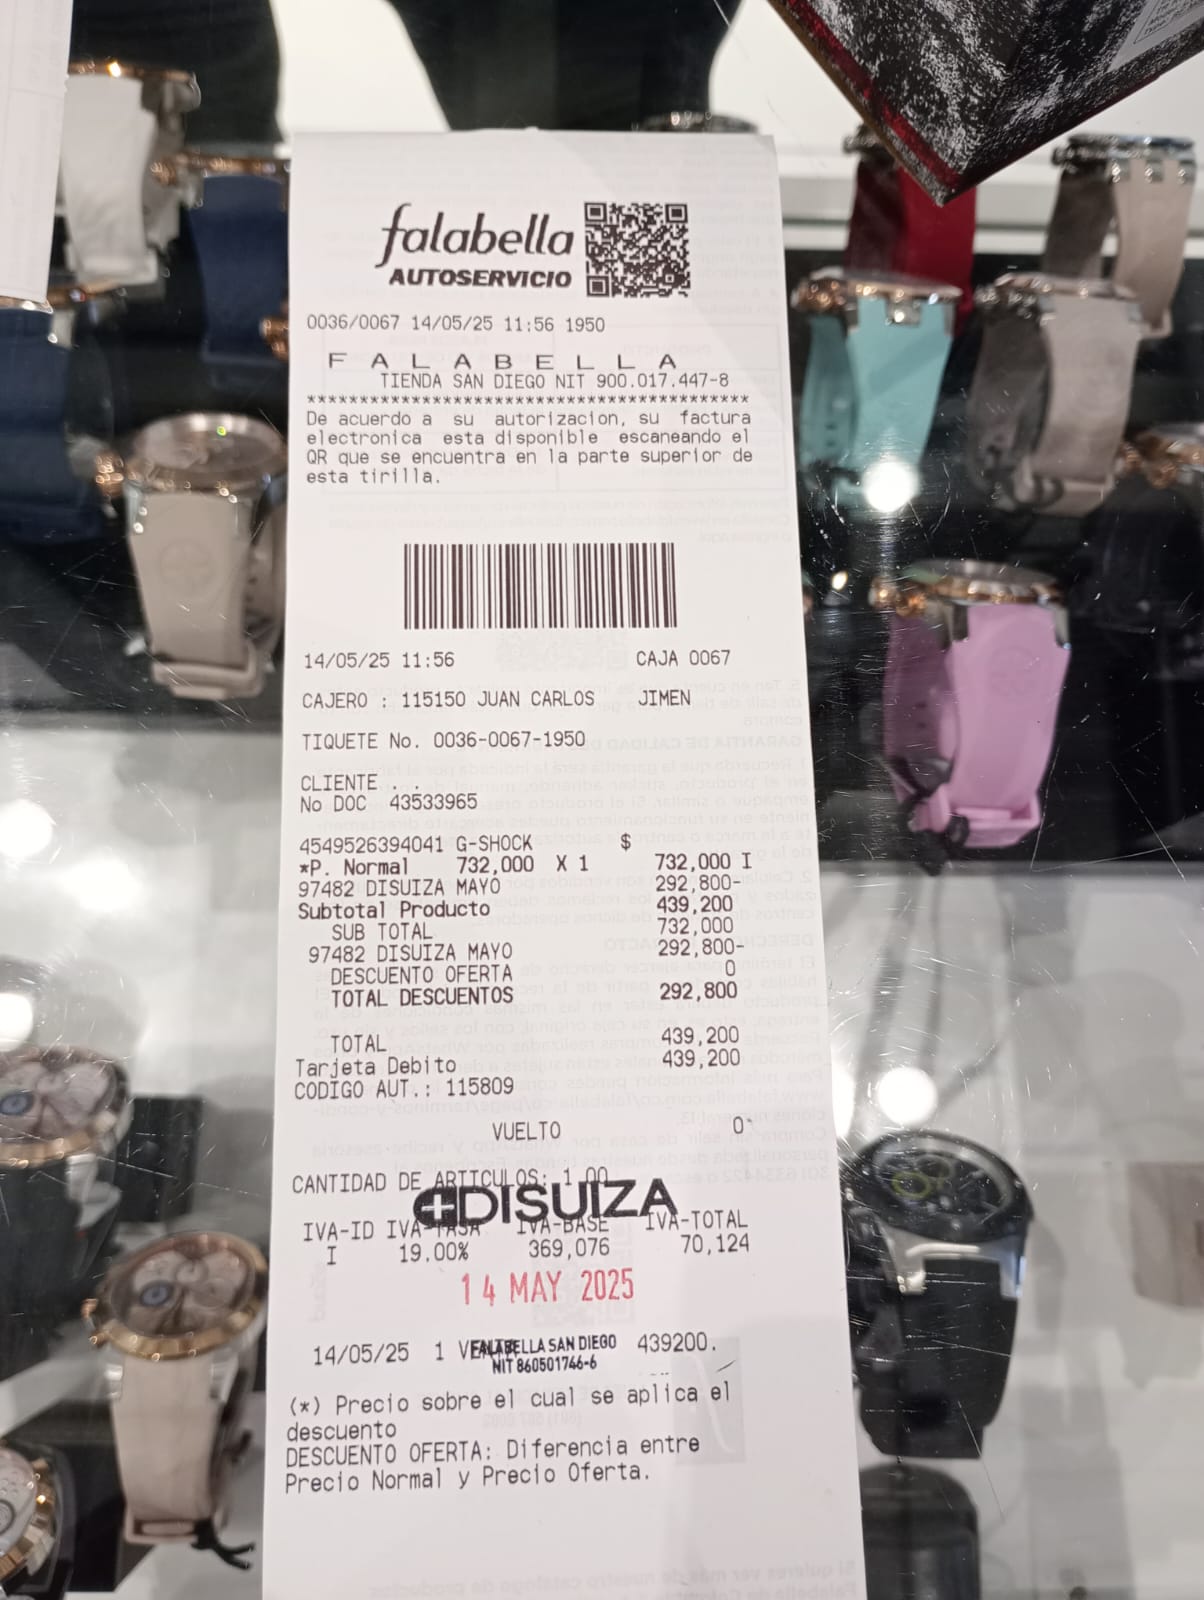 falabella
AUTOSERVICIO
0036/0067 14/05/25 11:56 1950
F A L A B E L L A
TIENDA SAN DIEGO NIT 900.017.447-8
******************************************
De acuerdo a su autorizacion, su factura
electronica esta disponible escaneando el
QR que se encuentra en la parte superior de
esta tirilla.
14/05/25 11:56 CAJA 0067
CAJERO : 115150 JUAN CARLOS JIMEN
TIQUETE No. 0036-0067-1950
CLIENTE . .
No DOC 43533965
4549526394041 G-SHOCK $
*P. Normal 732,000 X 1 732,000 I
97482 DISUIZA MAYO 292,800-
Subtotal Producto 439,200
SUB TOTAL 732,000
97482 DISUIZA MAYO 292,800-
DESCUENTO OFERTA 0
TOTAL DESCUENTOS 292,800
TOTAL 439,200
Tarjeta Debito 439,200
CODIGO AUT.: 115809
VUELTO 0
CANTIDAD DE ARTICULOS: 1.00
DISUIZA
IVA-ID IVA-TASA IVA-BASE IVA-TOTAL
I 19.00% 369,076 70,124
14 MAY 2025
14/05/25 1 439200.
FALABELLA SAN DIEGO
NIT 860501746-6
(*) Precio sobre el cual se aplica el
descuento
DESCUENTO OFERTA: Diferencia entre
Precio Normal y Precio Oferta.